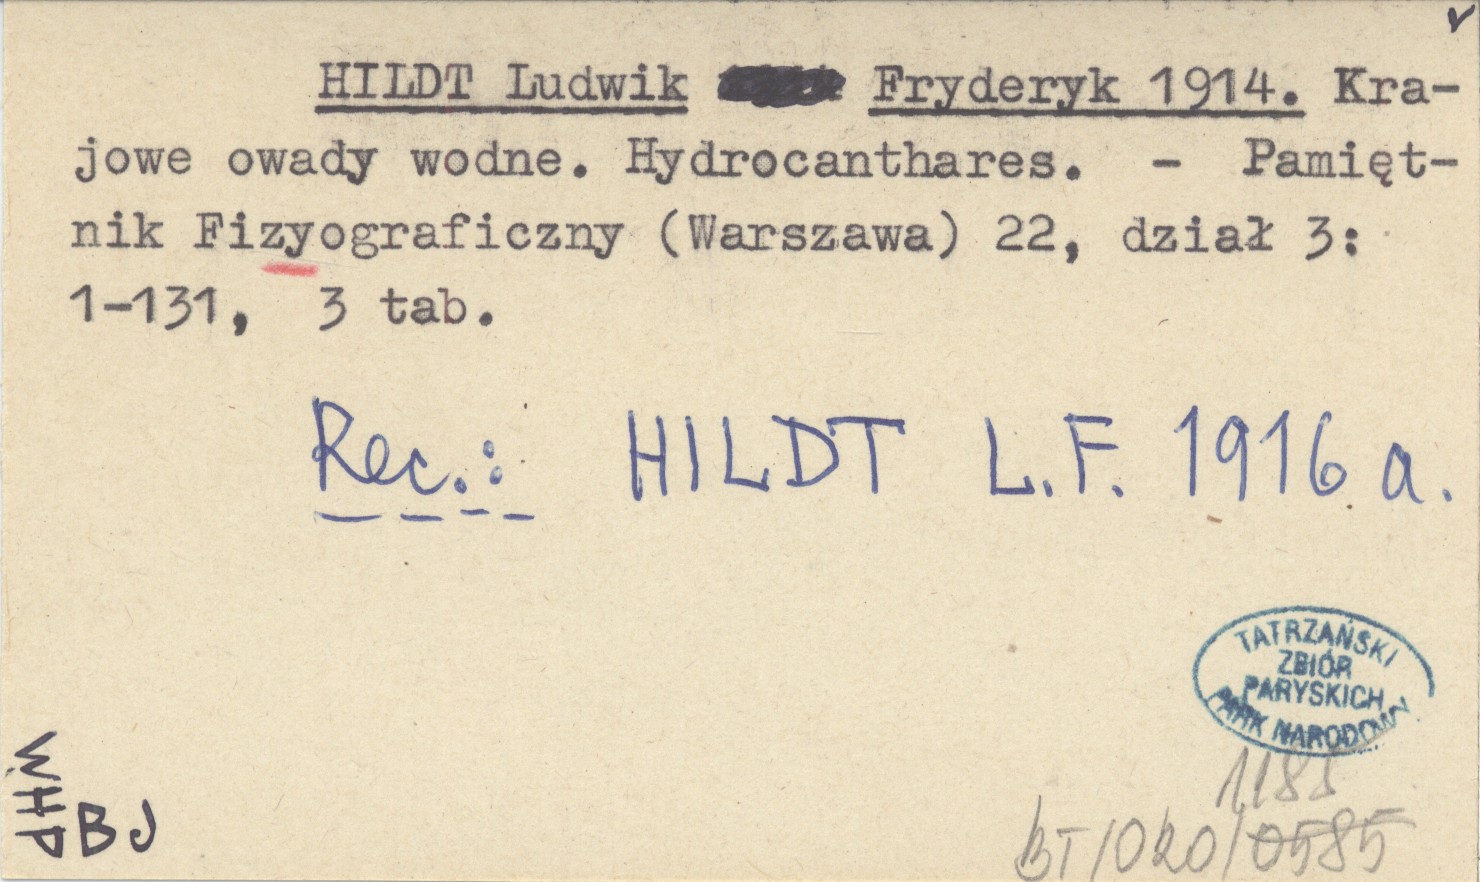 HILDT Ludwik Fryderyk 1914. Kra-
jowe owady wodne. Hydrocanthares. - Pamięt-
nik Fizyograficzny (Warszawa) 22, dział 3:
1-131, 3 tab.
Rec.: HILDT L.F. 1916 a.
TATRZAŃSKI
ZBIÓR
PARYSKICH
PARK NARODOWY
1188
BT/020/0585
WHP
BJ